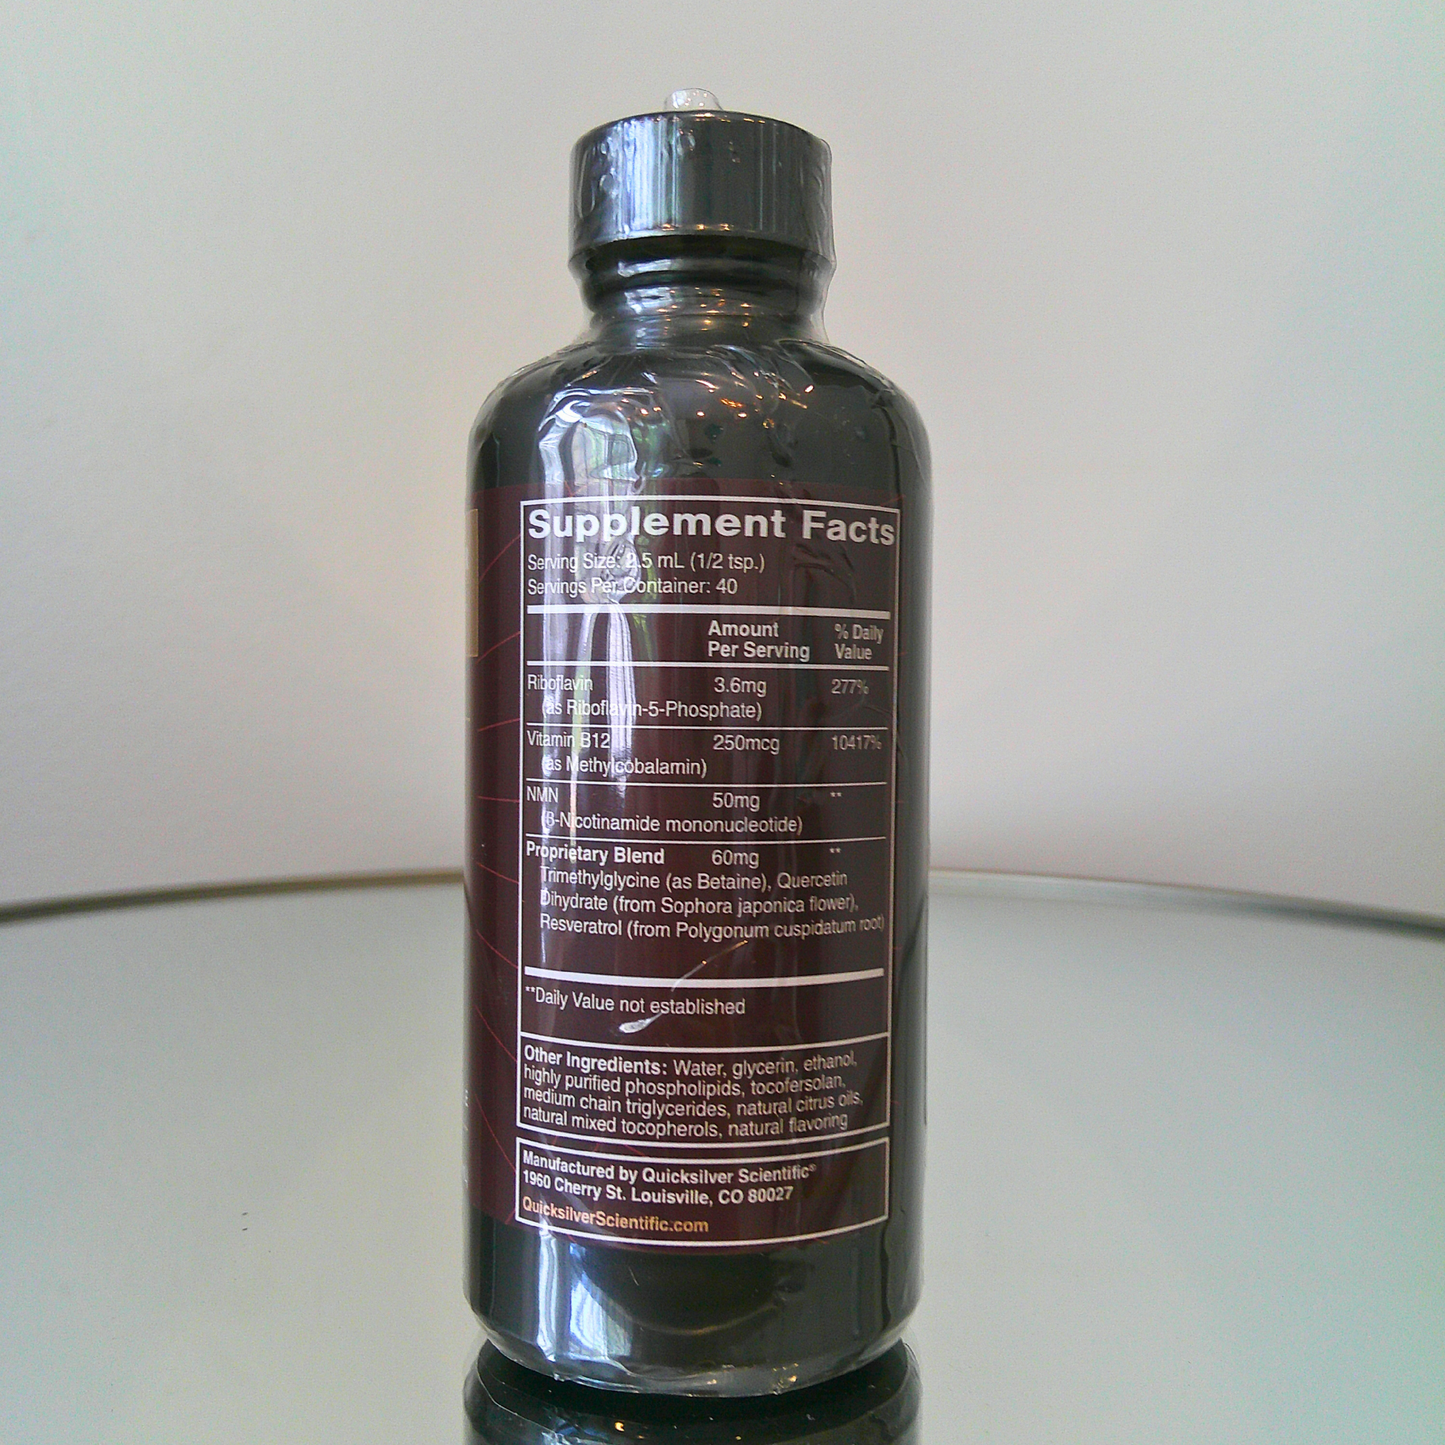 Supplement Facts
Serving Size: 2.5 mL (1/2 tsp.)
Servings Per Container: 40
Amount Per Serving % Daily Value
Riboflavin 3.6mg 277%
(as Riboflavin-5-Phosphate)
Vitamin B12 250mcg 10417%
(as Methylcobalamin)
NMN 50mg **
(β-Nicotinamide mononucleotide)
Proprietary Blend 60mg **
Trimethylglycine (as Betaine), Quercetin
Dihydrate (from Sophora japonica flower),
Resveratrol (from Polygonum cuspidatum root)
**Daily Value not established
Other Ingredients: Water, glycerin, ethanol,
highly purified phospholipids, tocofersolan,
medium chain triglycerides, natural citrus oils,
natural mixed tocopherols, natural flavoring
Manufactured by Quicksilver Scientific®
1960 Cherry St. Louisville, CO 80027
QuicksilverScientific.com